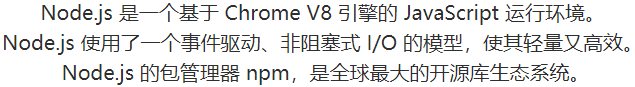 Node.js 是一个基于 Chrome V8 引擎的 JavaScript 运行环境。
Node.js 使用了一个事件驱动、非阻塞式 I/O 的模型，使其轻量又高效。
Node.js 的包管理器 npm，是全球最大的开源库生态系统。